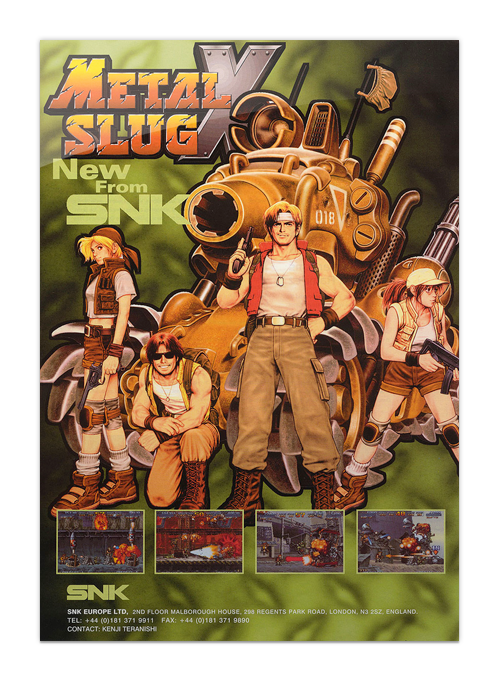 METAL
SLUG X
New
From
SNK
018
SNK
SNK EUROPE LTD, 2ND FLOOR MALBOROUGH HOUSE, 298 REGENTS PARK ROAD, LONDON, N3 2SZ, ENGLAND.
TEL: +44 (0)181 371 9911 FAX: +44 (0)181 371 9890
CONTACT: KENJI TERANISHI